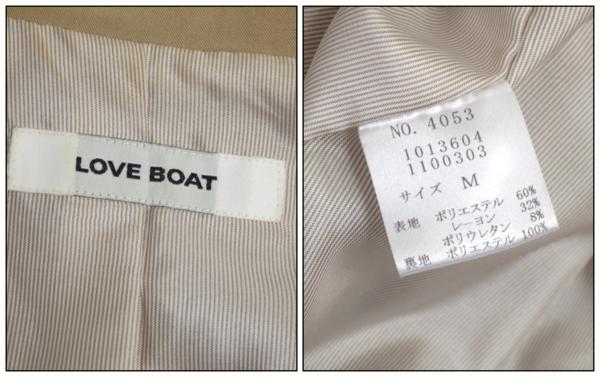 LOVE BOAT
NO. 4053
1013604
1100303
サイズ M
表地 ポリエステル 60%
レーヨン 32%
ポリウレタン 8%
裏地 ポリエステル 100%